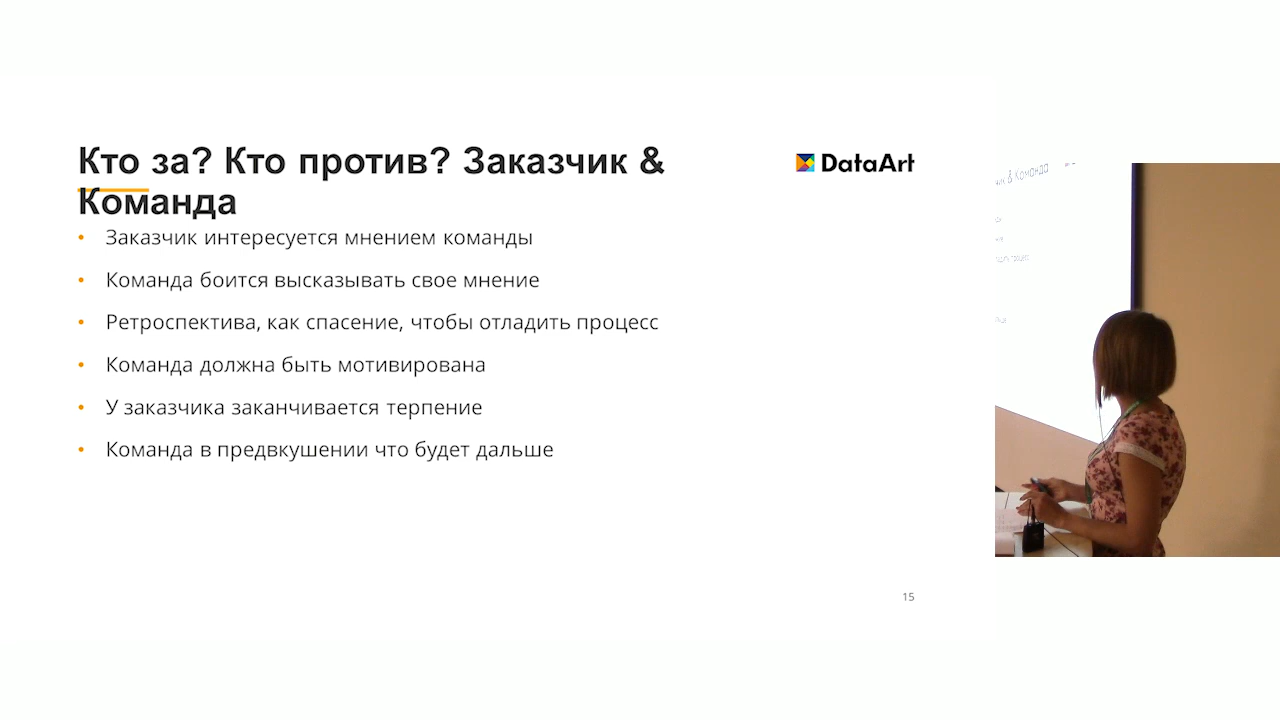 Кто за? Кто против? Заказчик &
Команда
DataArt
• Заказчик интересуется мнением команды
• Команда боится высказывать свое мнение
• Ретроспектива, как спасение, чтобы отладить процесс
• Команда должна быть мотивирована
• У заказчика заканчивается терпение
• Команда в предвкушении что будет дальше
15
& Команда